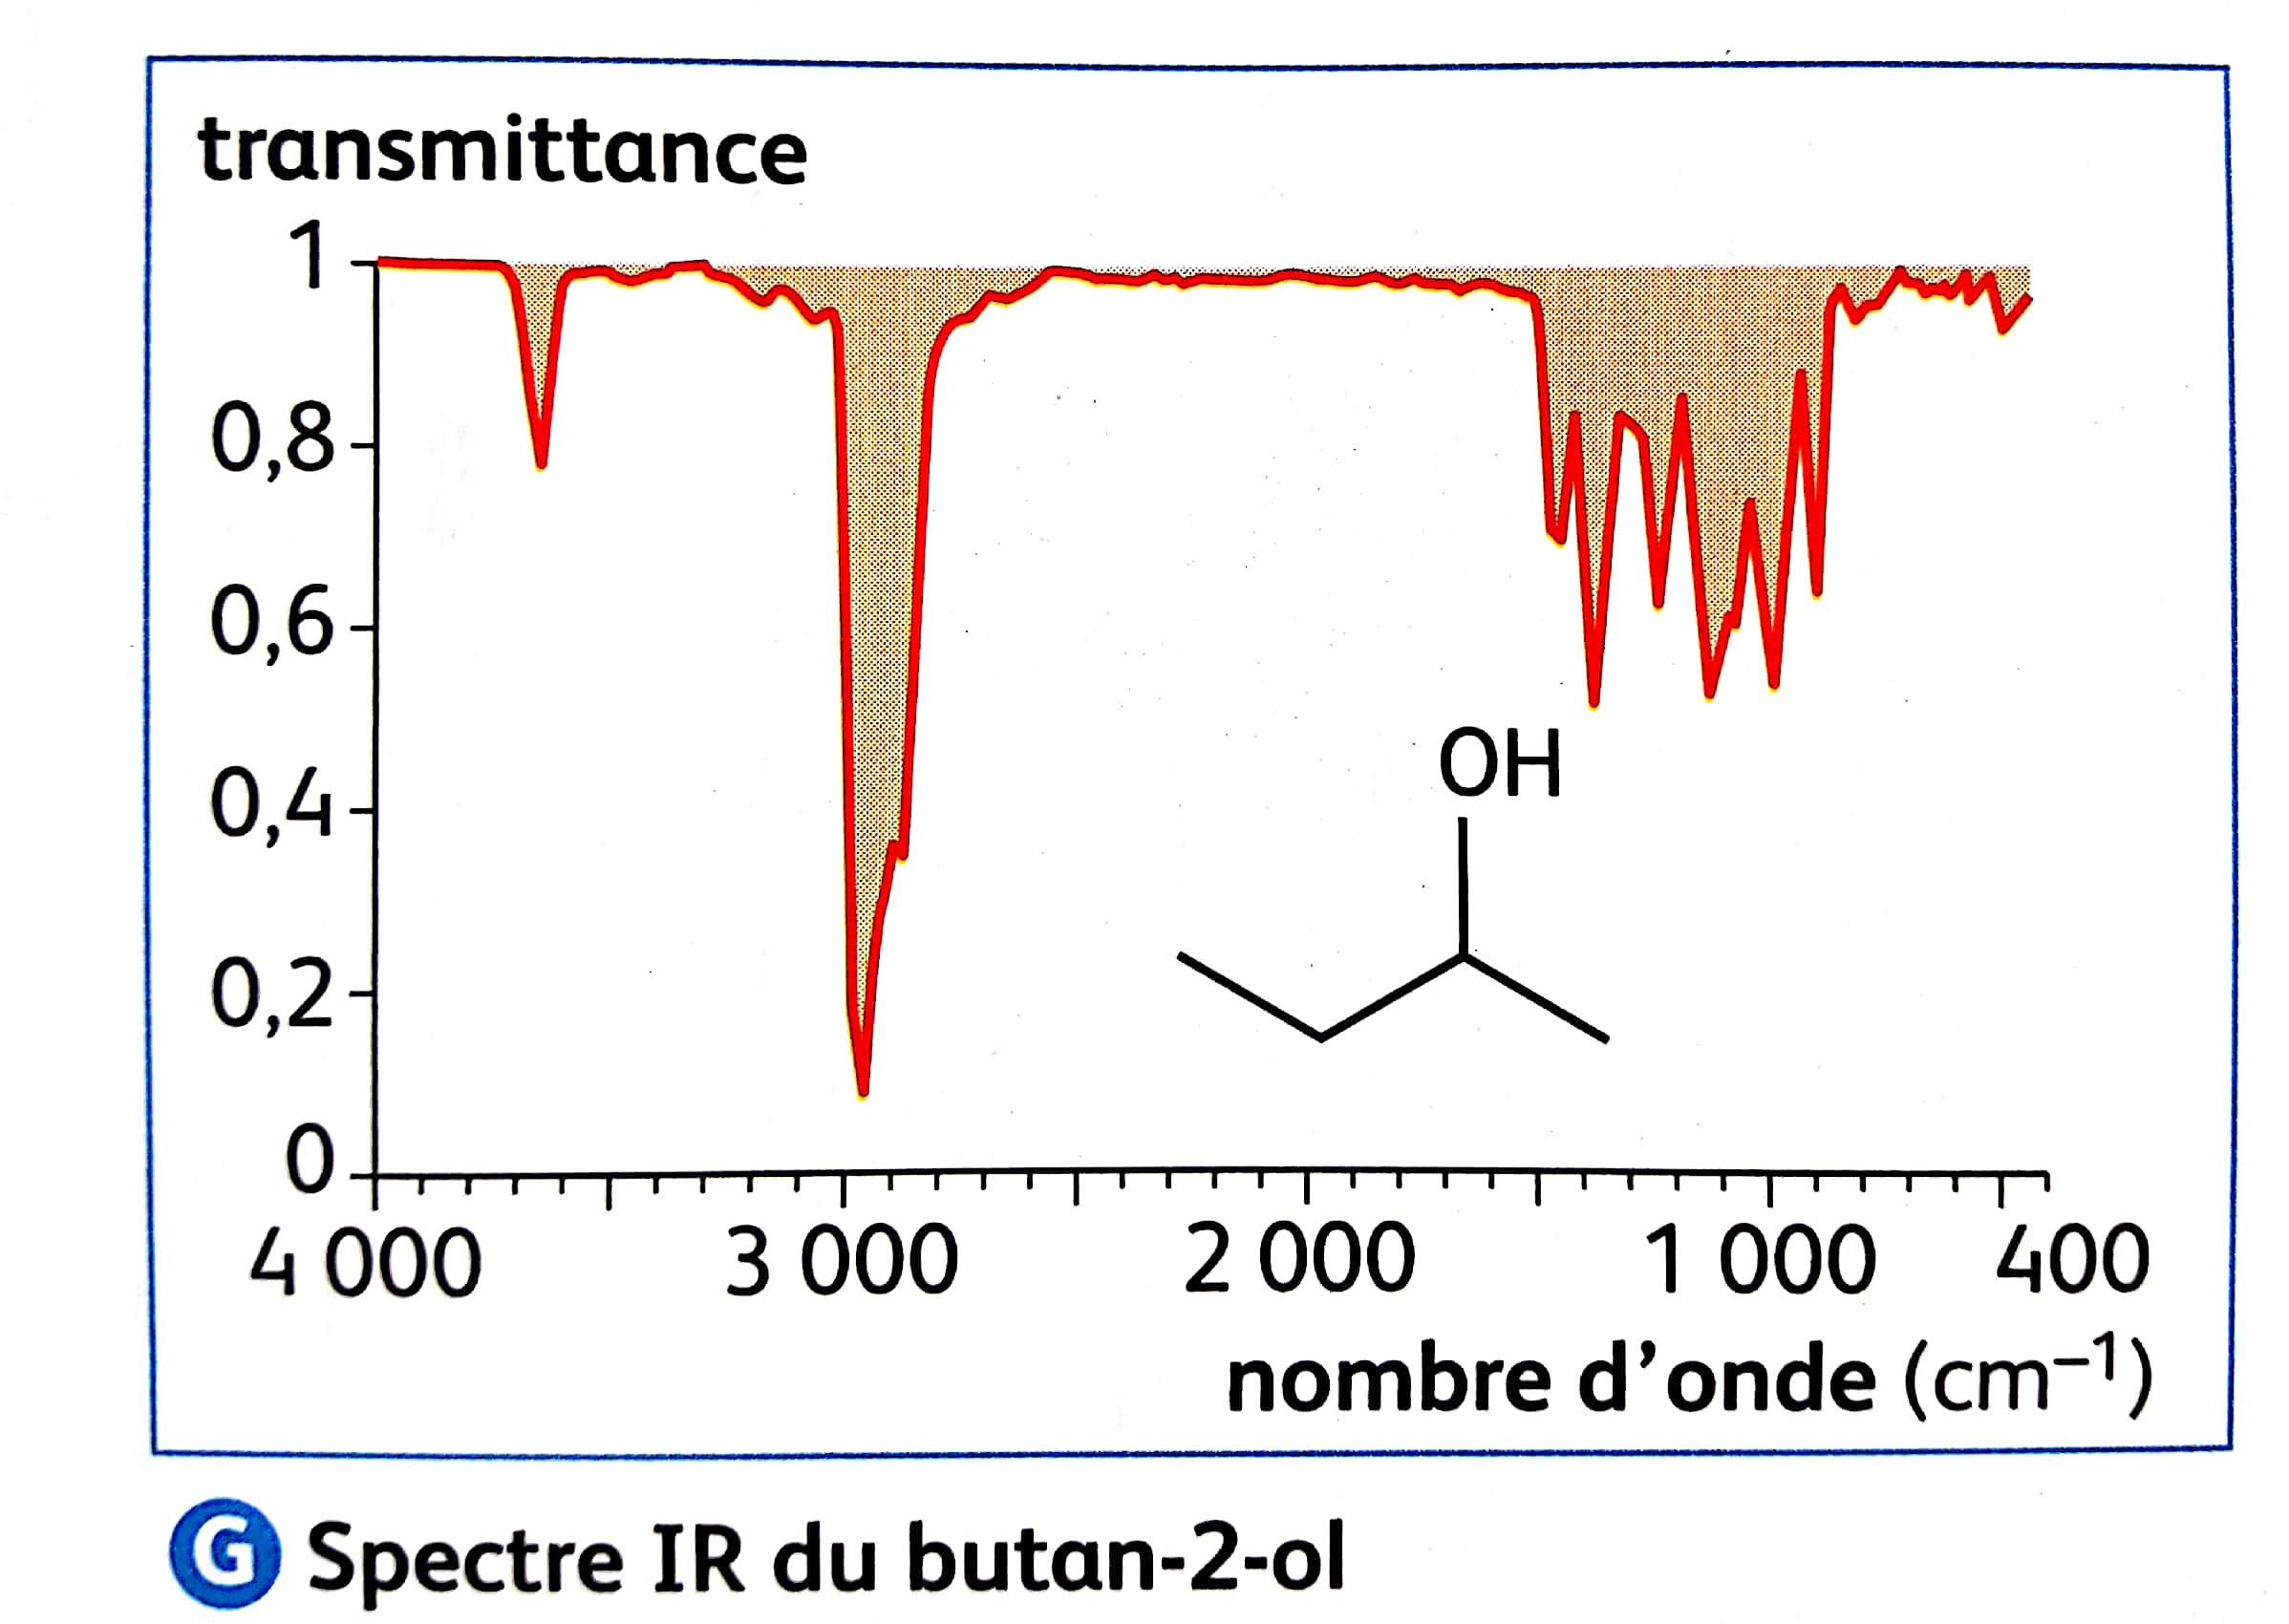 transmittance
1
0,8
0,6
0,4
OH
0,2
0
4 000 3 000 2 000 1 000 400
nombre d'onde (cm⁻¹)
G Spectre IR du butan-2-ol